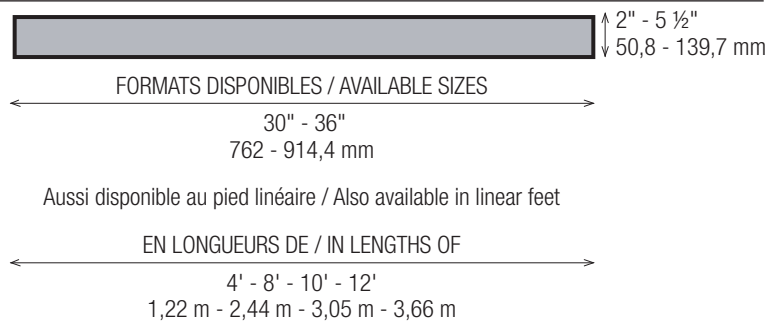 2" - 5 ½"
50,8 - 139,7 mm
FORMATS DISPONIBLES / AVAILABLE SIZES
30" - 36"
762 - 914,4 mm
Aussi disponible au pied linéaire / Also available in linear feet
EN LONGUEURS DE / IN LENGTHS OF
4' - 8' - 10' - 12'
1,22 m - 2,44 m - 3,05 m - 3,66 m